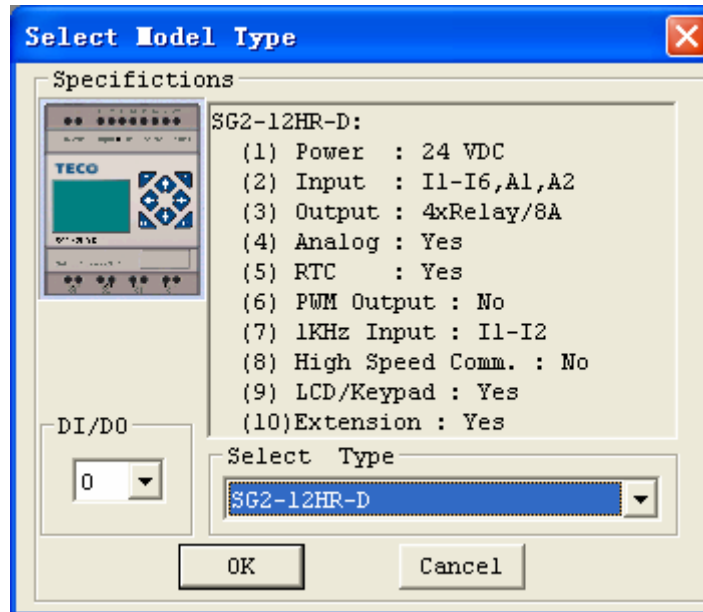 Select Model Type
Specifictions
TECO
SG2-12HR-D:
(1) Power : 24 VDC
(2) Input : I1-I6,A1,A2
(3) Output : 4xRelay/8A
(4) Analog : Yes
(5) RTC : Yes
(6) PWM Output : No
(7) 1KHz Input : I1-I2
(8) High Speed Comm. : No
(9) LCD/Keypad : Yes
(10)Extension : Yes
DI/DO
0
Select Type
SG2-12HR-D
OK
Cancel